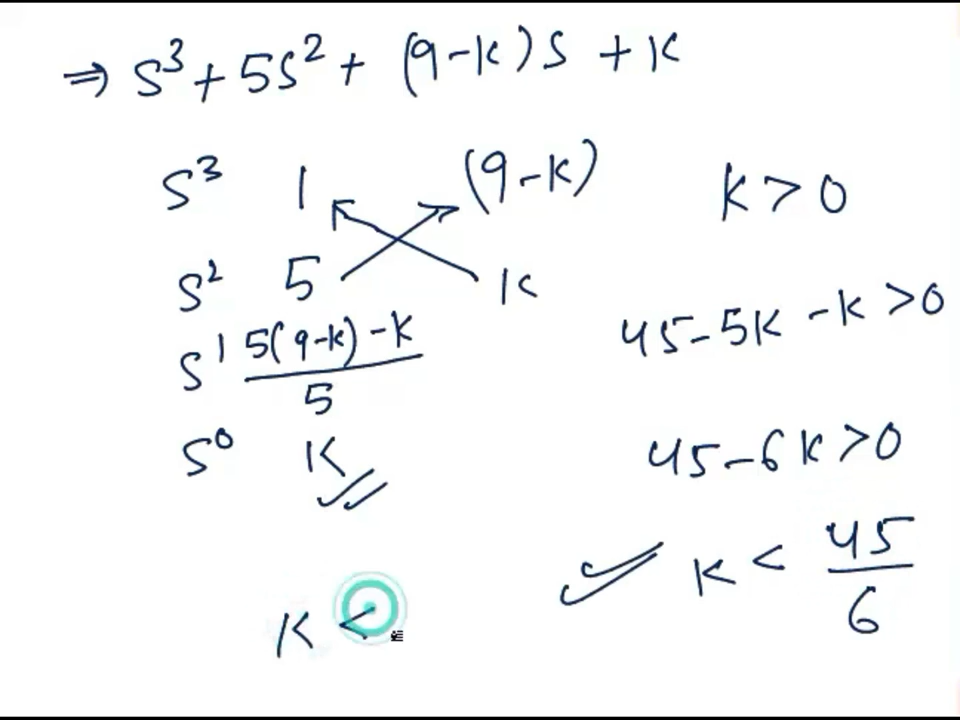 ⇒ S³ + 5S² + (9-K)S + K
S³ 1 (9-K) K > 0
S² 5 K
45-5K -K >0
S¹ 5(9-K) -K / 5
S⁰ K 45-6K >0
K < 45/6
K <